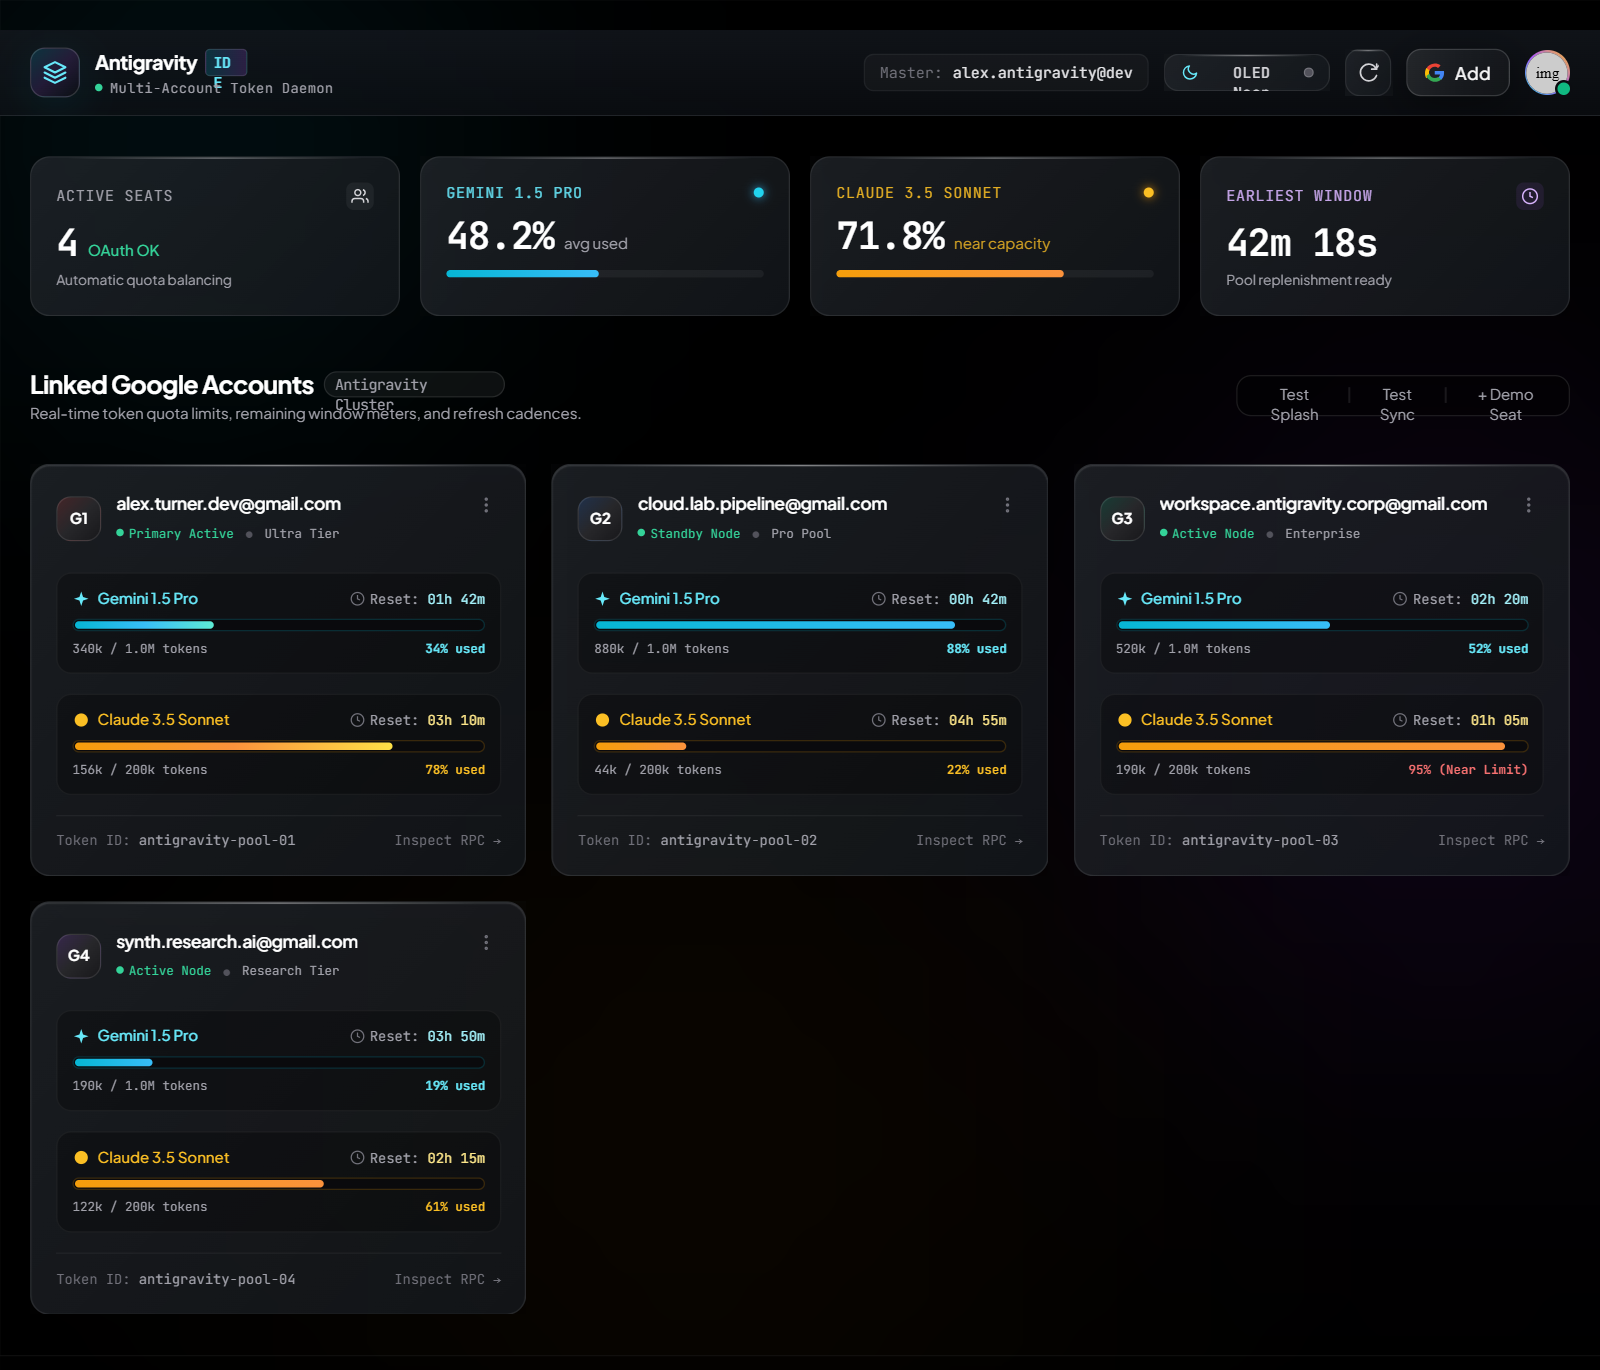 Antigravity
ID
E
Multi-Account Token Daemon
Master: alex.antigravity@dev
OLED
Add
img
ACTIVE SEATS
4 OAuth OK
Automatic quota balancing
GEMINI 1.5 PRO
48.2% avg used
CLAUDE 3.5 SONNET
71.8% near capacity
EARLIEST WINDOW
42m 18s
Pool replenishment ready
Linked Google Accounts
Antigravity
Cluster
Real-time token quota limits, remaining window meters, and refresh cadences.
Test
Splash
Test
Sync
+ Demo
Seat
G1
alex.turner.dev@gmail.com
Primary Active ● Ultra Tier
Gemini 1.5 Pro
Reset: 01h 42m
340k / 1.0M tokens
34% used
Claude 3.5 Sonnet
Reset: 03h 10m
156k / 200k tokens
78% used
Token ID: antigravity-pool-01
Inspect RPC →
G2
cloud.lab.pipeline@gmail.com
Standby Node ● Pro Pool
Gemini 1.5 Pro
Reset: 00h 42m
880k / 1.0M tokens
88% used
Claude 3.5 Sonnet
Reset: 04h 55m
44k / 200k tokens
22% used
Token ID: antigravity-pool-02
Inspect RPC →
G3
workspace.antigravity.corp@gmail.com
Active Node ● Enterprise
Gemini 1.5 Pro
Reset: 02h 20m
520k / 1.0M tokens
52% used
Claude 3.5 Sonnet
Reset: 01h 05m
190k / 200k tokens
95% (Near Limit)
Token ID: antigravity-pool-03
Inspect RPC →
G4
synth.research.ai@gmail.com
Active Node ● Research Tier
Gemini 1.5 Pro
Reset: 03h 50m
190k / 1.0M tokens
19% used
Claude 3.5 Sonnet
Reset: 02h 15m
122k / 200k tokens
61% used
Token ID: antigravity-pool-04
Inspect RPC →